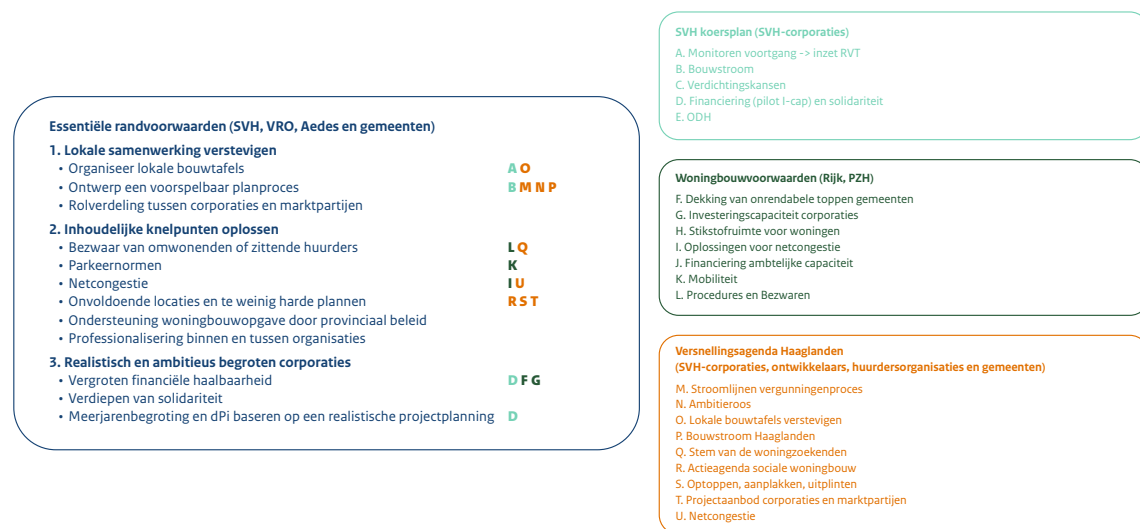 Essentiële randvoorwaarden (SVH, VRO, Aedes en gemeenten)
1. Lokale samenwerking verstevigen
• Organiseer lokale bouwtafels A O
• Ontwerp een voorspelbaar planproces B M N P
• Rolverdeling tussen corporaties en marktpartijen
2. Inhoudelijke knelpunten oplossen
• Bezwaar van omwonenden of zittende huurders L Q
• Parkeernormen K
• Netcongestie I U
• Onvoldoende locaties en te weinig harde plannen R S T
• Ondersteuning woningbouwopgave door provinciaal beleid
• Professionalisering binnen en tussen organisaties
3. Realistisch en ambitieus begroten corporaties
• Vergroten financiële haalbaarheid D F G
• Verdiepen van solidariteit
• Meerjarenbegroting en dPi baseren op een realistische projectplanning D
SVH koersplan (SVH-corporaties)
A. Monitoren voortgang -> inzet RVT
B. Bouwstroom
C. Verdichtingskansen
D. Financiering (pilot I-cap) en solidariteit
E. ODH
Woningbouwvoorwaarden (Rijk, PZH)
F. Dekking van onrendabele toppen gemeenten
G. Investeringscapaciteit corporaties
H. Stikstofruimte voor woningen
I. Oplossingen voor netcongestie
J. Financiering ambtelijke capaciteit
K. Mobiliteit
L. Procedures en Bezwaren
Versnellingsagenda Haaglanden
(SVH-corporaties, ontwikkelaars, huurdersorganisaties en gemeenten)
M. Stroomlijnen vergunningenproces
N. Ambitieroos
O. Lokale bouwtafels verstevigen
P. Bouwstroom Haaglanden
Q. Stem van de woningzoekenden
R. Actieagenda sociale woningbouw
S. Optoppen, aanplakken, uitplinten
T. Projectaanbod corporaties en marktpartijen
U. Netcongestie